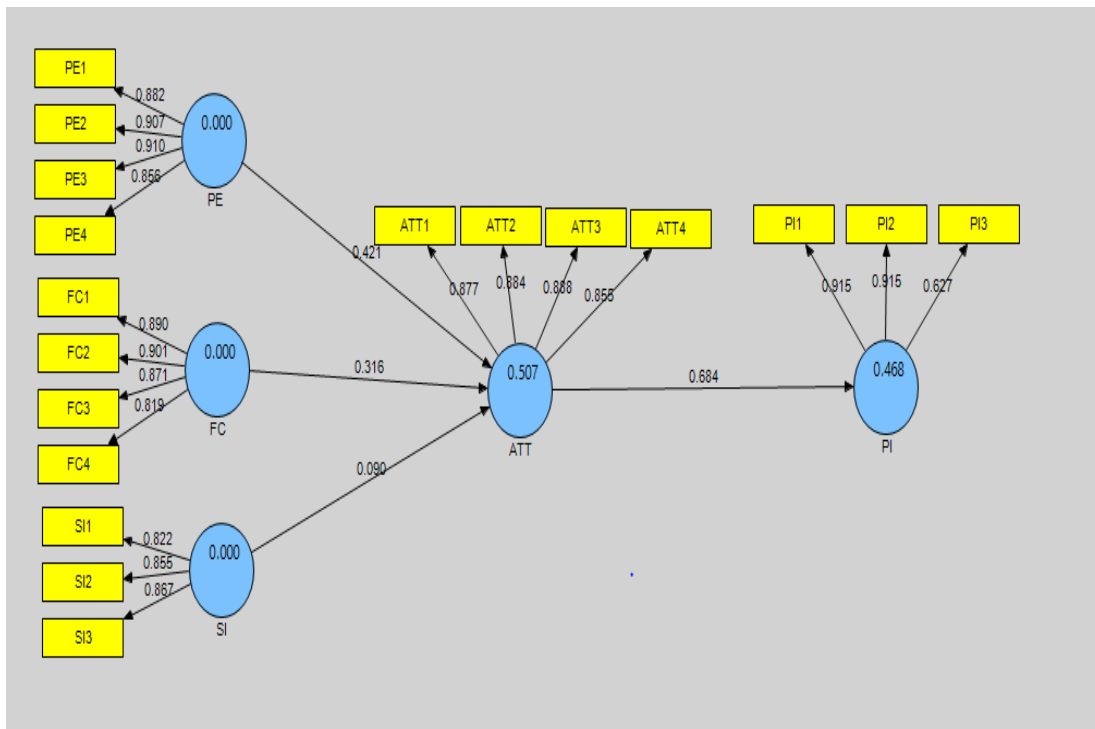 PE1
0.882
PE2
0.907
PE3
0.910
PE4
0.856
0.000
PE
0.421
FC1
0.890
FC2
0.901
FC3
0.871
FC4
0.819
0.000
FC
0.316
SI1
0.822
SI2
0.855
SI3
0.867
0.000
SI
0.090
ATT1
ATT2
ATT3
ATT4
0.877
0.884
0.888
0.855
0.507
ATT
0.684
PI1
PI2
PI3
0.915
0.915
0.627
0.468
PI